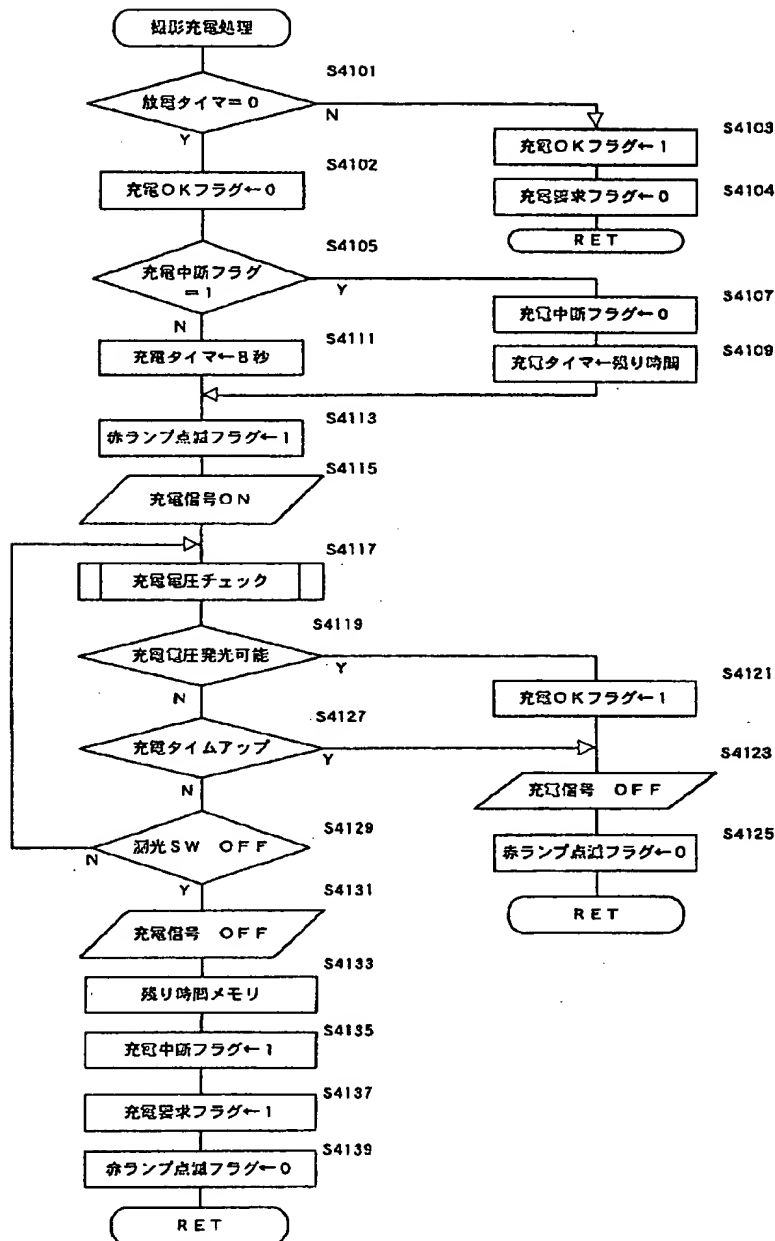 撮影充電処理
S4101
放電タイマ=0
N
Y
S4103
充電OKフラグ←1
S4102
充電OKフラグ←0
S4104
充電要求フラグ←0
RET
S4105
充電中断フラグ
=1
Y
N
S4107
充電中断フラグ←0
S4111
充電タイマ←8秒
S4109
充電タイマ←残り時間
S4113
赤ランプ点滅フラグ←1
S4115
充電信号ON
S4117
充電電圧チェック
S4119
充電電圧発光可能
Y
N
S4121
充電OKフラグ←1
S4127
充電タイムアップ
Y
N
S4123
充電信号 OFF
S4129
測光SW OFF
N
Y
S4125
赤ランプ点滅フラグ←0
RET
S4131
充電信号 OFF
S4133
残り時間メモリ
S4135
充電中断フラグ←1
S4137
充電要求フラグ←1
S4139
赤ランプ点滅フラグ←0
RET